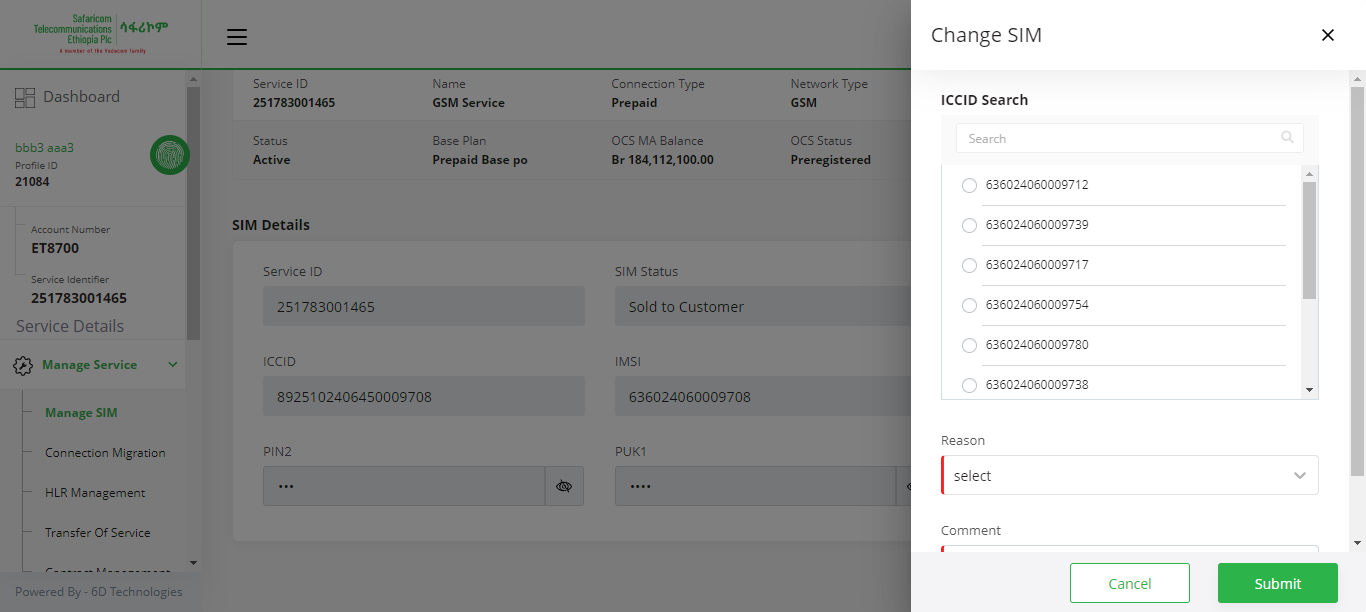 Safaricom
Telecommunications
Ethiopia Plc
ሳፋሪኮም
A member of the Vodacom family
Dashboard
bbb3 aaa3
Profile ID
21084
Account Number
ET8700
Service Identifier
251783001465
Service Details
Manage Service
Manage SIM
Connection Migration
HLR Management
Transfer Of Service
Contract Management
Powered By - 6D Technologies
Service ID Name Connection Type Network Type
251783001465 GSM Service Prepaid GSM
Status Base Plan OCS MA Balance OCS Status
Active Prepaid Base po Br 184,112,100.00 Preregistered
SIM Details
Service ID SIM Status
251783001465 Sold to Customer
ICCID IMSI
8925102406450009708 636024060009708
PIN2 PUK1
••• ••••
Change SIM
ICCID Search
Search
636024060009712
636024060009739
636024060009717
636024060009754
636024060009780
636024060009738
Reason
select
Comment
Cancel Submit